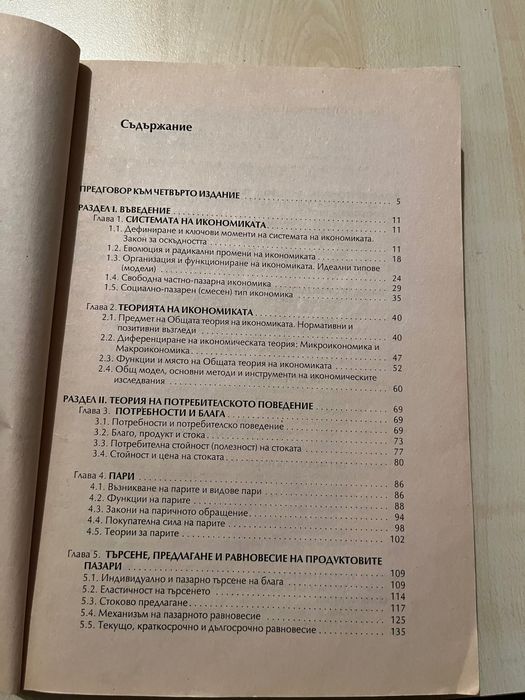 Съдържание
ПРЕДГОВОР КЪМ ЧЕТВЪРТО ИЗДАНИЕ 5
РАЗДЕЛ I. ВЪВЕДЕНИЕ 11
Глава 1. СИСТЕМАТА НА ИКОНОМИКАТА 11
1.1. Дефиниране и ключови моменти на системата на икономиката.
Закон за оскъдността 11
1.2. Еволюция и радикални промени на икономиката 18
1.3. Организация и функциониране на икономиката. Идеални типове
(модели) 24
1.4. Свободна частно-пазарна икономика 29
1.5. Социално-пазарен (смесен) тип икономика 35
Глава 2. ТЕОРИЯТА НА ИКОНОМИКАТА 40
2.1. Предмет на Общата теория на икономиката. Нормативни и
позитивни възгледи 40
2.2. Диференциране на икономическата теория: Микроикономика и
Макроикономика 47
2.3. Функции и място на Общата теория на икономиката 52
2.4. Общ модел, основни методи и инструменти на икономическите
изследвания 60
РАЗДЕЛ II. ТЕОРИЯ НА ПОТРЕБИТЕЛСКОТО ПОВЕДЕНИЕ 69
Глава 3. ПОТРЕБНОСТИ И БЛАГА 69
3.1. Потребности и потребително поведение 69
3.2. Благо, продукт и стока 73
3.3. Потребителна стойност (полезност) на стоката 77
3.4. Стойност и цена на стоката 80
Глава 4. ПАРИ 86
4.1. Възникване на парите и видове пари 86
4.2. Функции на парите 88
4.3. Закони на паричното обращение 94
4.4. Покупателна сила на парите 98
4.5. Теории за парите 102
Глава 5. ТЪРСЕНЕ, ПРЕДЛАГАНЕ И РАВНОВЕСИЕ НА ПРОДУКТОВИТЕ
ПАЗАРИ 109
5.1. Индивидуално и пазарно търсене на блага 109
5.2. Еластичност на търсенето 114
5.3. Стоково предлагане 117
5.4. Механизъм на пазарното равновесие 125
5.5. Текущо, краткосрочно и дългосрочно равновесие 135